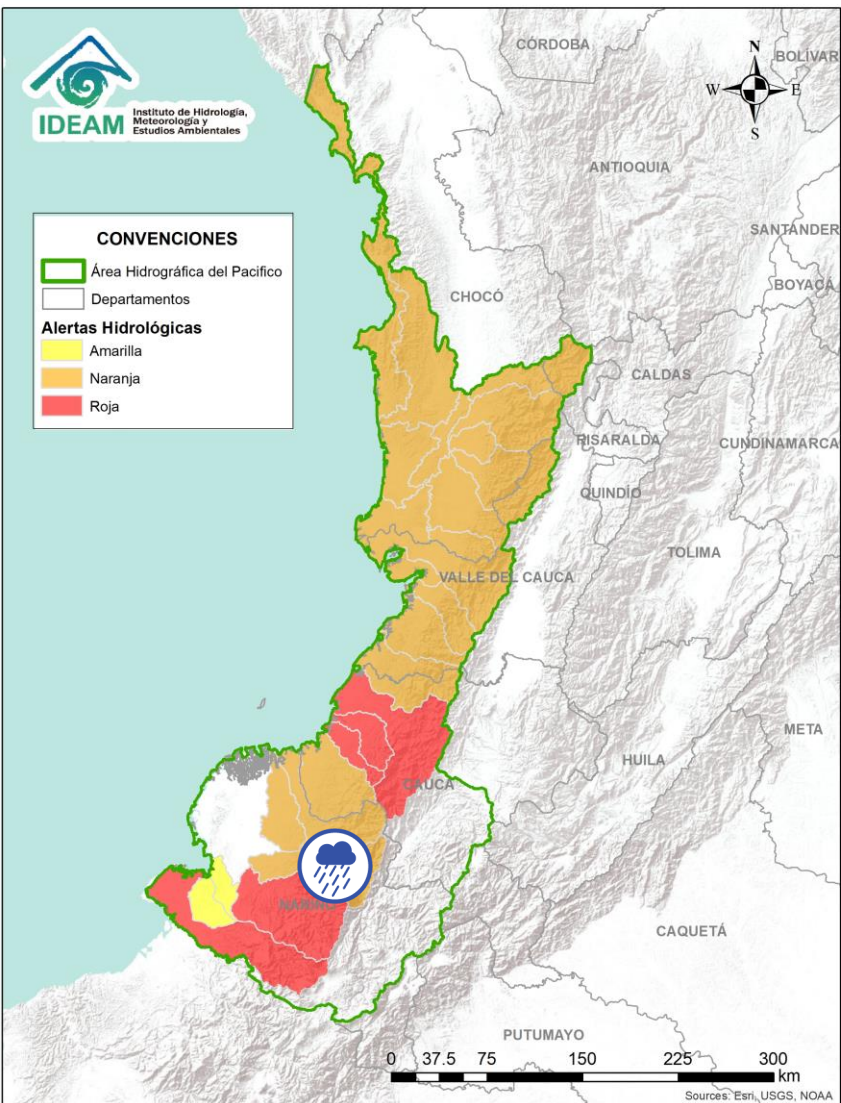 IDEAM
Instituto de Hidrología,
Meteorología y
Estudios Ambientales
N
W
E
S
CONVENCIONES
Área Hidrográfica del Pacifico
Departamentos
Alertas Hidrológicas
Amarilla
Naranja
Roja
CÓRDOBA
BOLÍVAR
ANTIOQUIA
SANTANDER
BOYACÁ
CHOCÓ
CALDAS
RISARALDA
CUNDINAMARCA
QUINDÍO
TOLIMA
VALLE DEL CAUCA
META
HUILA
CAUCA
NARIÑO
CAQUETÁ
PUTUMAYO
0 37.5 75 150 225 300
km
Sources: Esri, USGS, NOAA